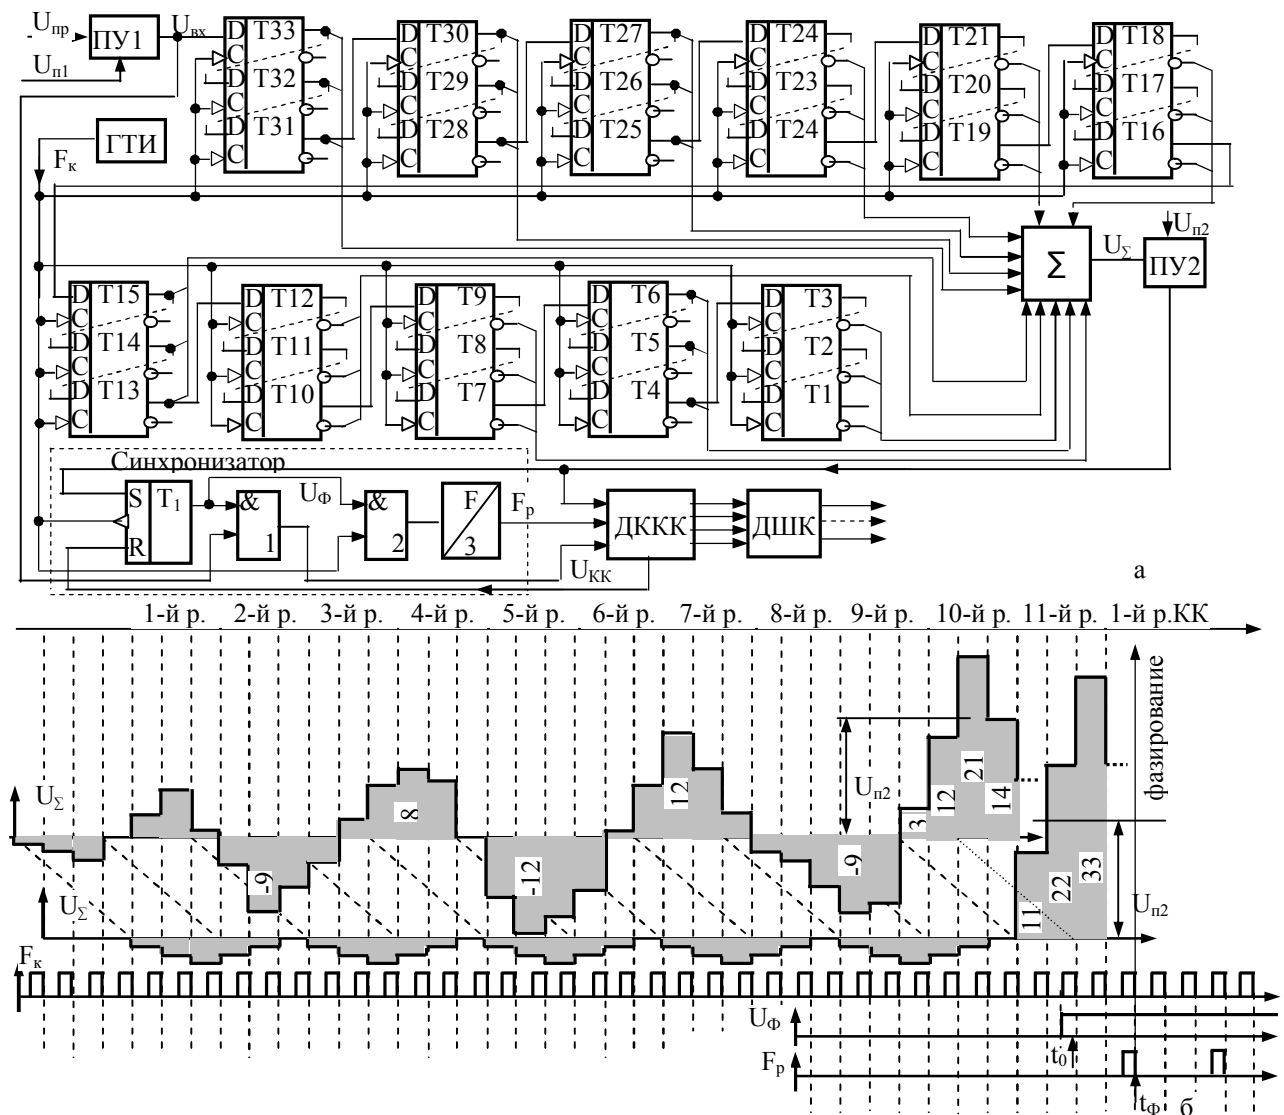 Uпр ПУ1 Uвх Uп1
ГТИ Fк
D T33 C D T32 C D T31 C
D T30 C D T29 C D T28 C
D T27 C D T26 C D T25 C
D T24 C D T23 C D T24 C
D T21 C D T20 C D T19 C
D T18 C D T17 C D T16 C
Σ UΣ Uп2 ПУ2
D T15 C D T14 C D T13 C
D T12 C D T11 C D T10 C
D T9 C D T8 C D T7 C
D T6 C D T5 C D T4 C
D T3 C D T2 C D T1 C
Синхронизатор
S T1 R
& 1
UФ
& 2
F/3
Fр
ДККК
ДШК
UКК
а
1-й р. 2-й р. 3-й р. 4-й р. 5-й р. 6-й р. 7-й р. 8-й р. 9-й р. 10-й р. 11-й р. 1-й р.КК
фазирование
UΣ
-9 8 -12 12 -9 3 12 21 14
Uп2
UΣ
11 22 33
Uп2
Fк
UФ
t0
Fр
tФ
б